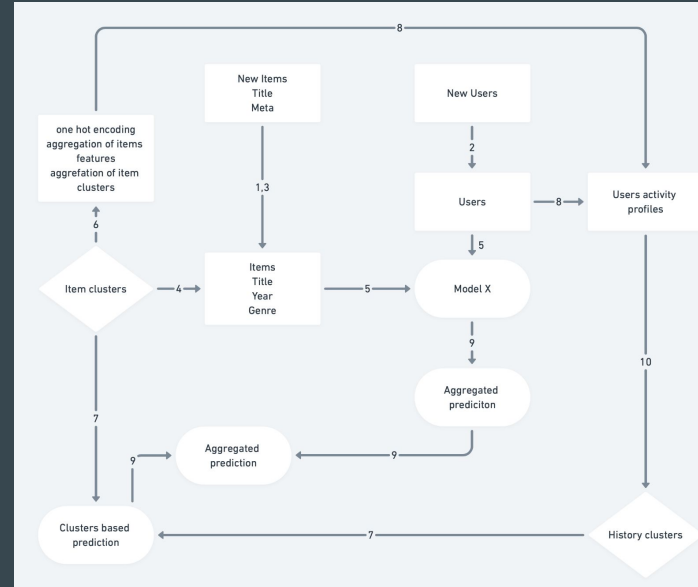 8
New Items
Title
Meta
New Users
one hot encoding
aggregation of items
features
aggrefation of item
clusters
2
1,3
Users
8
Users activity
profiles
6
5
Item clusters
4
Items
Title
Year
Genre
5
Model X
9
10
Aggregated
prediciton
7
Aggregated
prediction
9
9
Clusters based
prediction
7
History clusters